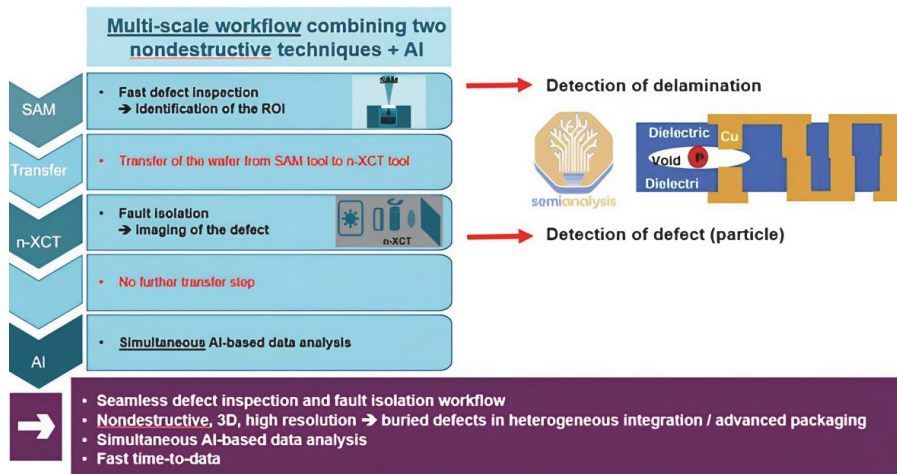 Multi-scale workflow combining two
nondestructive techniques + AI
SAM
• Fast defect inspection
➔ Identification of the ROI
SAM
Detection of delamination
Transfer
• Transfer of the wafer from SAM tool to n-XCT tool
semianalysis
Dielectric
Cu
Void
P
Dielectri
n-XCT
• Fault isolation
➔ Imaging of the defect
n-XCT
Detection of defect (particle)
• No further transfer step
AI
• Simultaneous AI-based data analysis
• Seamless defect inspection and fault isolation workflow
• Nondestructive, 3D, high resolution ➔ buried defects in heterogeneous integration / advanced packaging
• Simultaneous AI-based data analysis
• Fast time-to-data